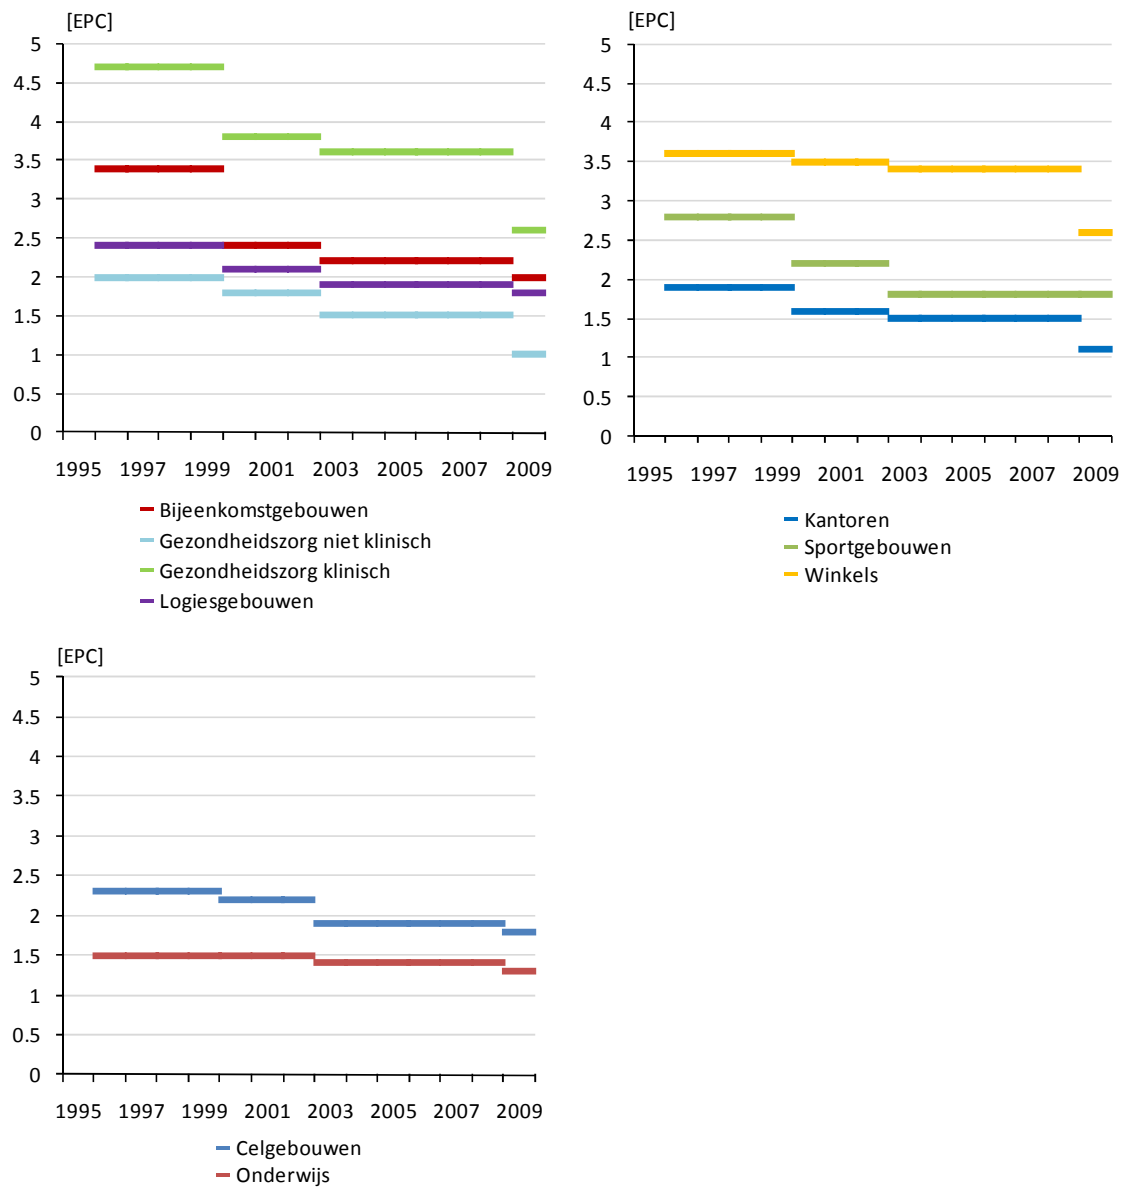 [EPC]
5
4.5
4
3.5
3
2.5
2
1.5
1
0.5
0
1995 1997 1999 2001 2003 2005 2007 2009
Bijeenkomstgebouwen
Gezondheidszorg niet klinisch
Gezondheidszorg klinisch
Logiesgebouwen
[EPC]
5
4.5
4
3.5
3
2.5
2
1.5
1
0.5
0
1995 1997 1999 2001 2003 2005 2007 2009
Kantoren
Sportgebouwen
Winkels
[EPC]
5
4.5
4
3.5
3
2.5
2
1.5
1
0.5
0
1995 1997 1999 2001 2003 2005 2007 2009
Celgebouwen
Onderwijs